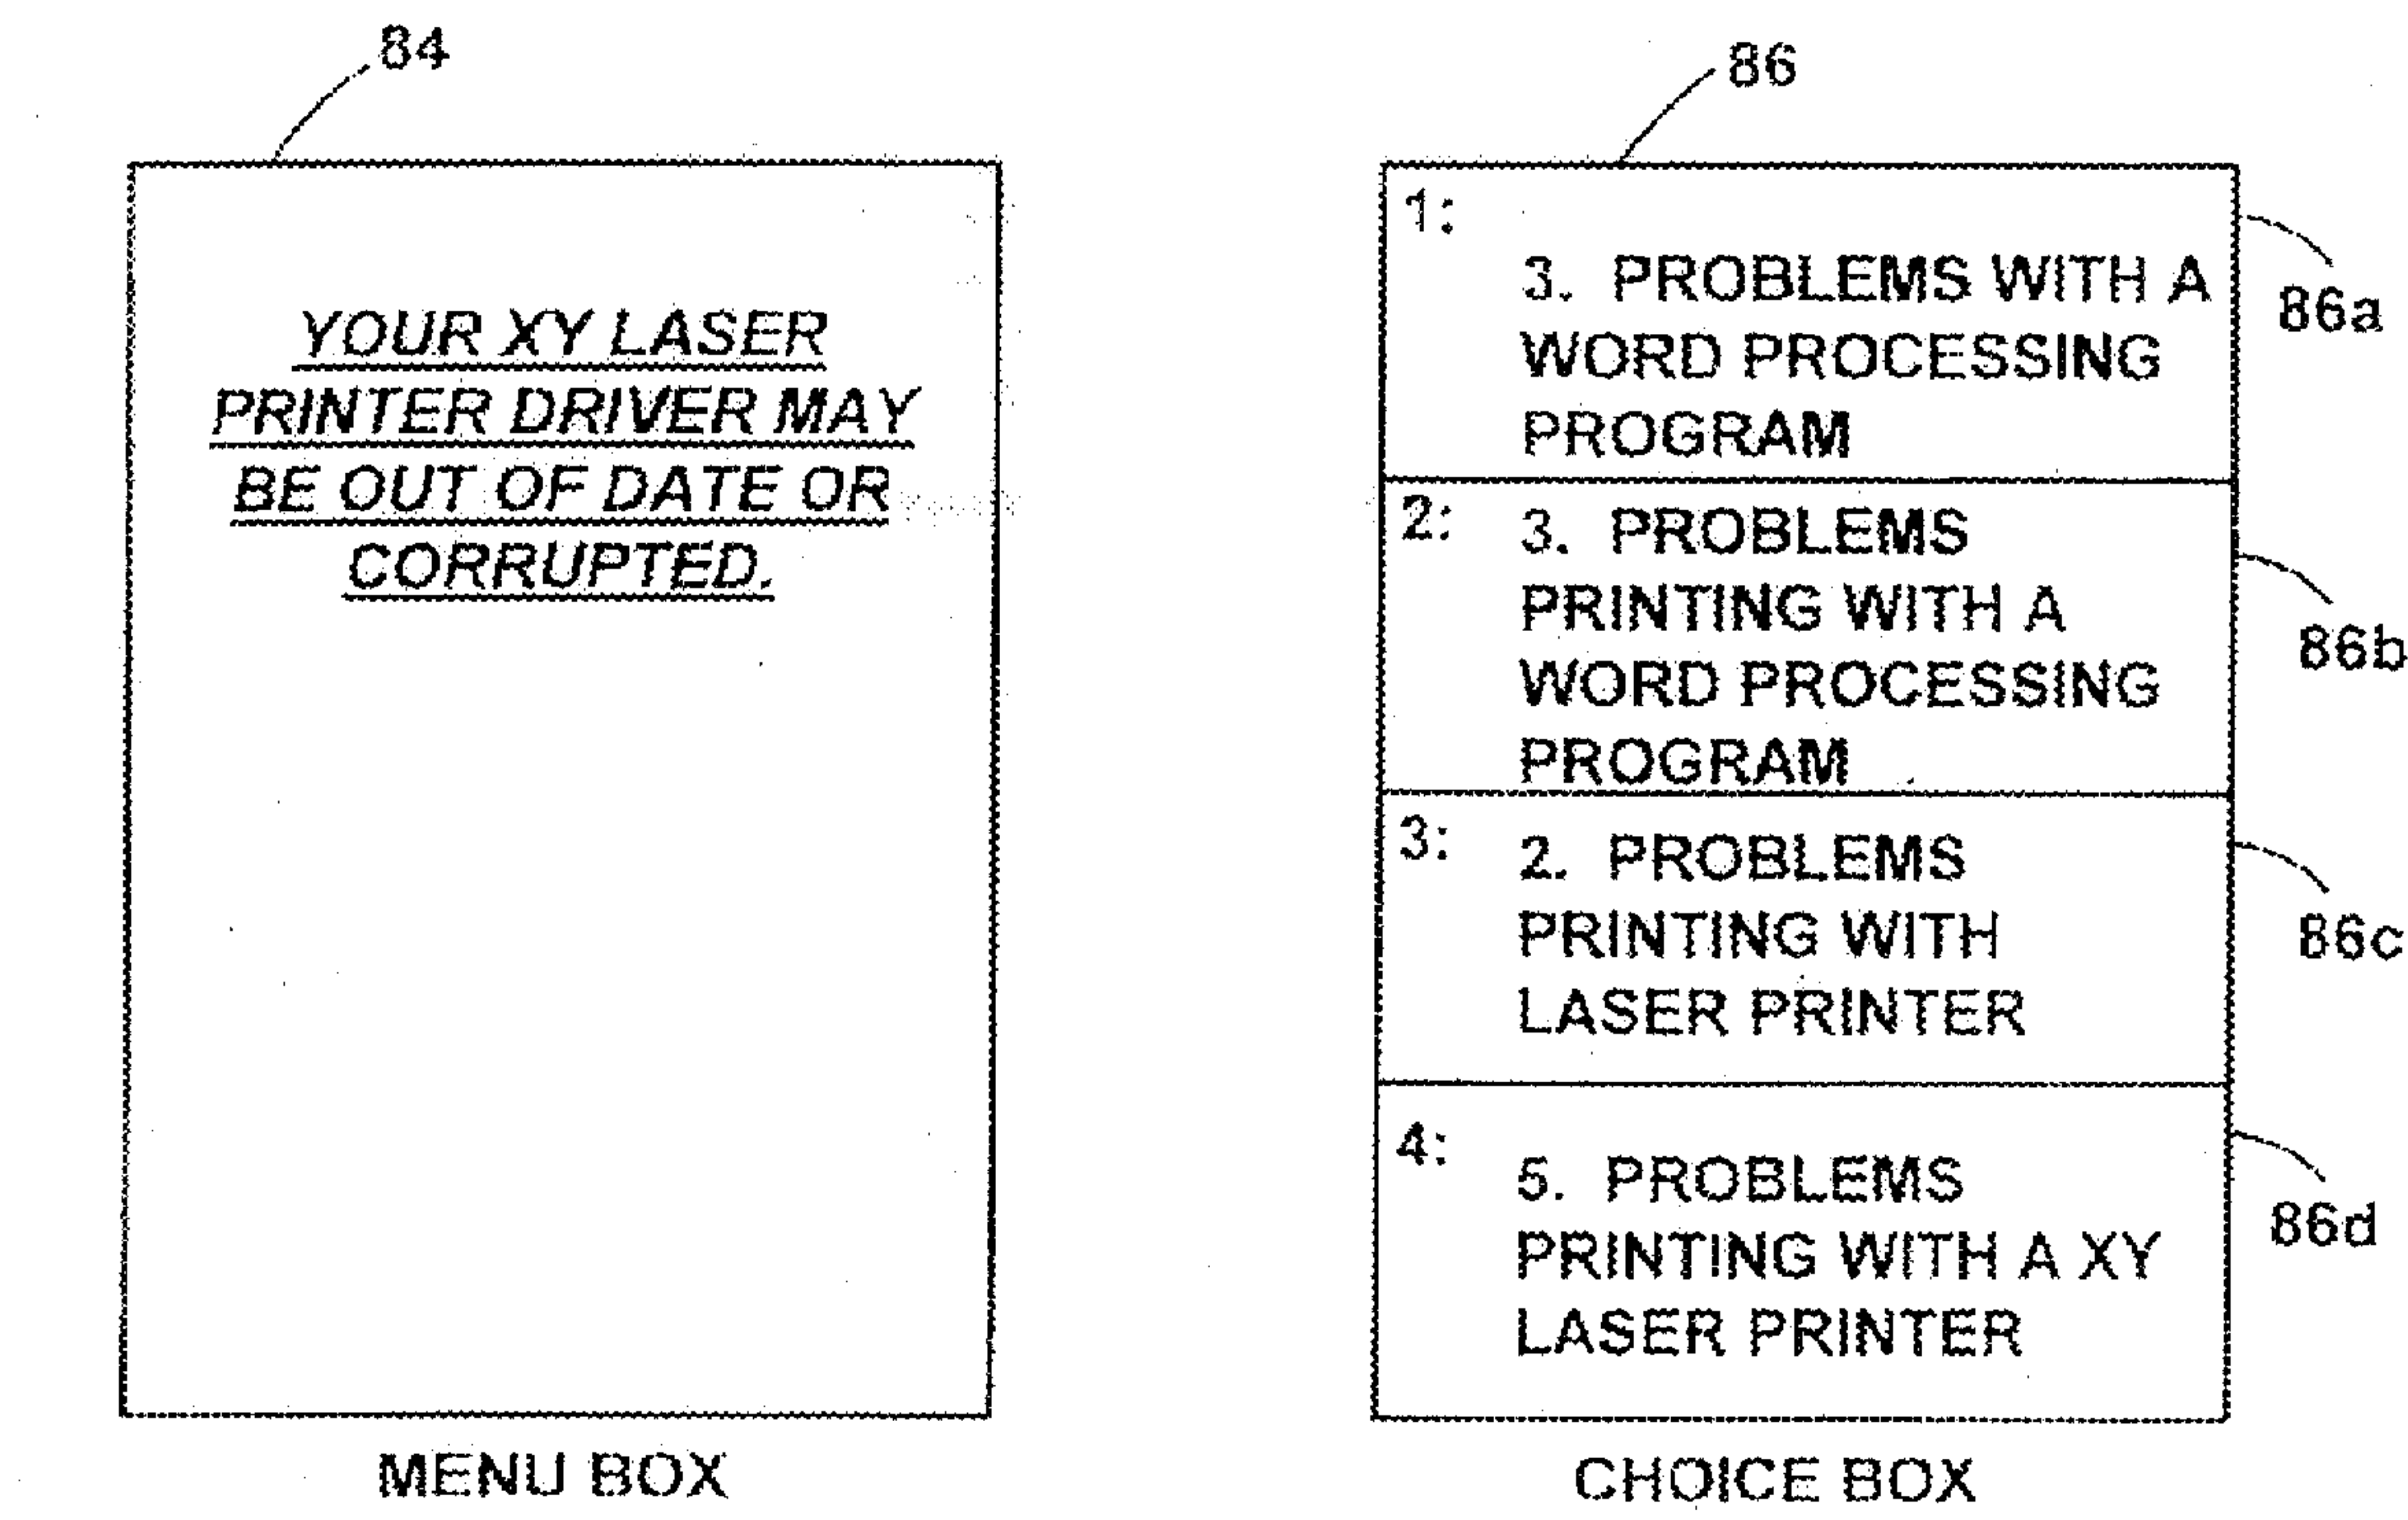 84
YOUR XY LASER
PRINTER DRIVER MAY
BE OUT OF DATE OR
CORRUPTED.
MENU BOX
86
1:
3. PROBLEMS WITH A
WORD PROCESSING
PROGRAM
86a
2: 3. PROBLEMS
PRINTING WITH A
WORD PROCESSING
PROGRAM
86b
3: 2. PROBLEMS
PRINTING WITH
LASER PRINTER
86c
4:
5. PROBLEMS
PRINTING WITH A XY
LASER PRINTER
86d
CHOICE BOX